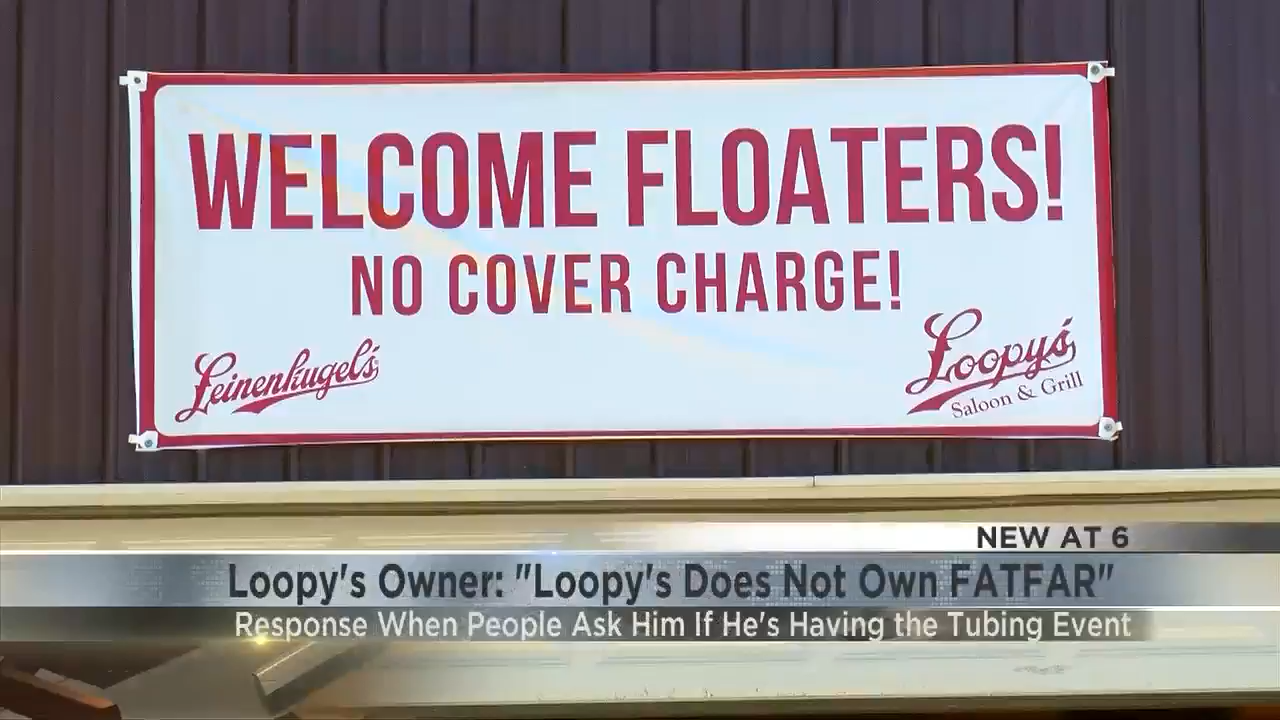 WELCOME FLOATERS!
NO COVER CHARGE!
Leinenkugel's
Loopy's
Saloon & Grill
NEW AT 6
Loopy's Owner: "Loopy's Does Not Own FATFAR"
Response When People Ask Him If He's Having the Tubing Event